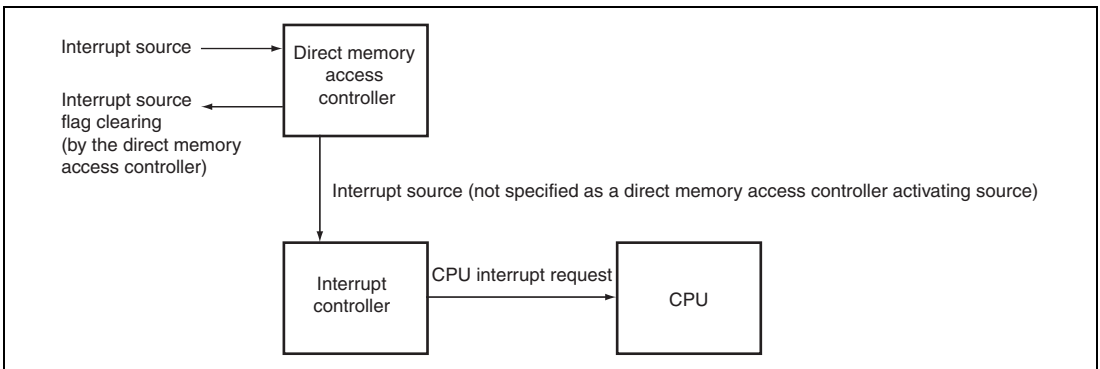 Interrupt source
Direct memory
access
controller
Interrupt source
flag clearing
(by the direct memory
access controller)
Interrupt source (not specified as a direct memory access controller activating source)
Interrupt
controller
CPU interrupt request
CPU